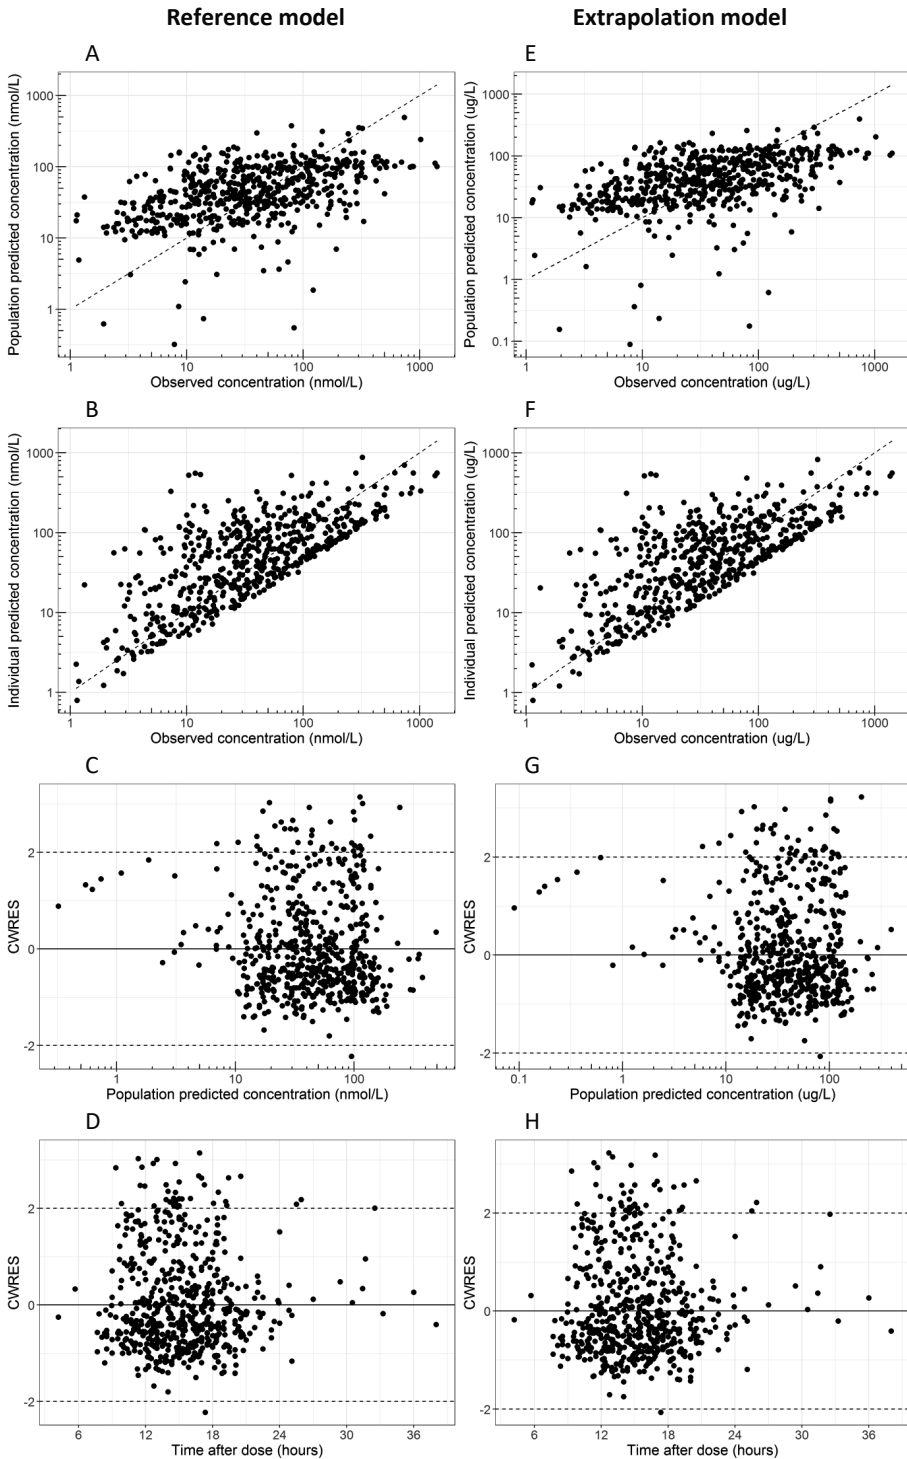 Reference model
Extrapolation model
A
Population predicted concentration (nmol/L)
1000
100
10
1
1
10
100
1000
Observed concentration (nmol/L)
E
Population predicted concentration (ug/L)
1000
100
10
1
0.1
1
10
100
1000
Observed concentration (ug/L)
B
Individual predicted concentration (nmol/L)
1000
100
10
1
1
10
100
1000
Observed concentration (nmol/L)
F
Individual predicted concentration (ug/L)
1000
100
10
1
1
10
100
1000
Observed concentration (ug/L)
C
CWRES
2
0
-2
1
10
100
Population predicted concentration (nmol/L)
G
CWRES
2
0
-2
0.1
1
10
100
Population predicted concentration (ug/L)
D
CWRES
2
0
-2
6
12
18
24
30
36
Time after dose (hours)
H
CWRES
2
0
-2
6
12
18
24
30
36
Time after dose (hours)